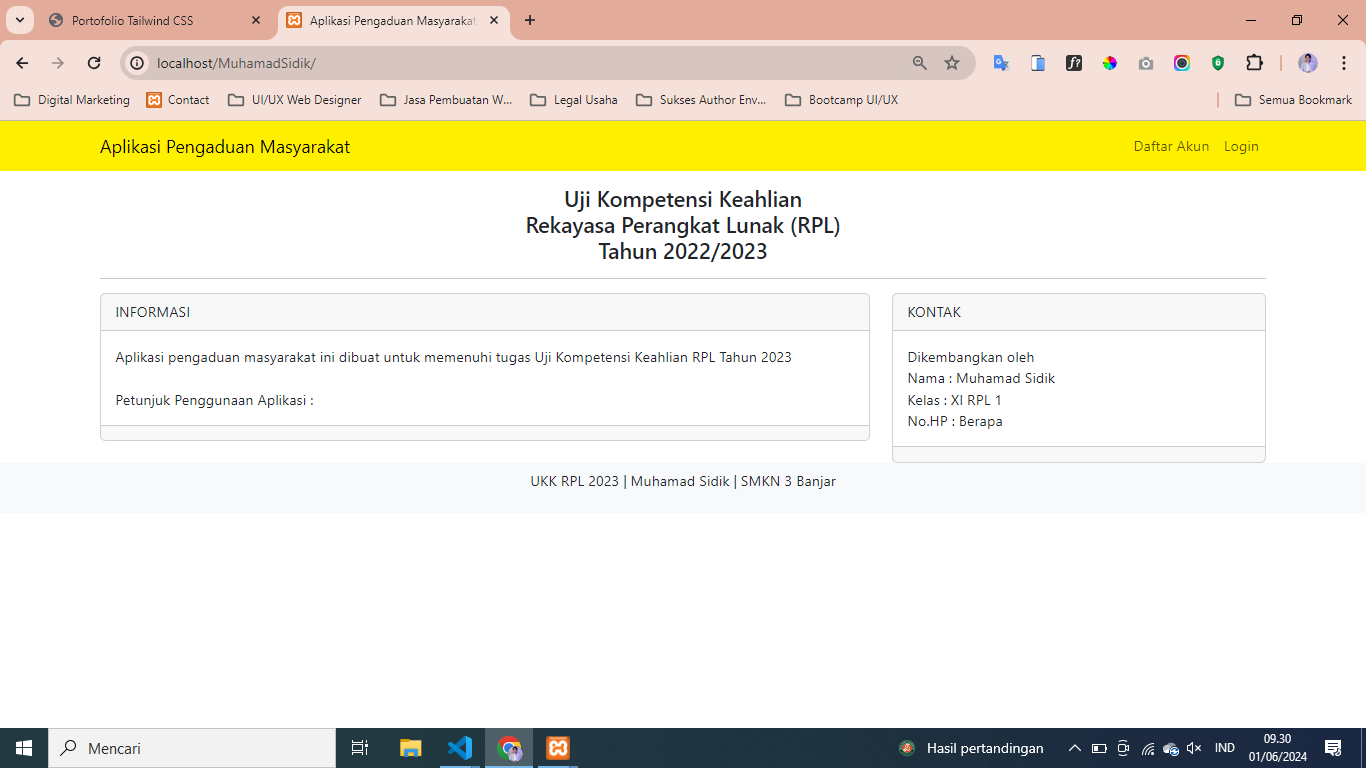 Portofolio Tailwind CSS
Aplikasi Pengaduan Masyarakat
localhost/MuhamadSidik/
f?
Digital Marketing
Contact
UI/UX Web Designer
Jasa Pembuatan W...
Legal Usaha
Sukses Author Env...
Bootcamp UI/UX
Semua Bookmark
Aplikasi Pengaduan Masyarakat
Daftar Akun
Login
Uji Kompetensi Keahlian
Rekayasa Perangkat Lunak (RPL)
Tahun 2022/2023
INFORMASI
Aplikasi pengaduan masyarakat ini dibuat untuk memenuhi tugas Uji Kompetensi Keahlian RPL Tahun 2023
Petunjuk Penggunaan Aplikasi :
KONTAK
Dikembangkan oleh
Nama : Muhamad Sidik
Kelas : XI RPL 1
No.HP : Berapa
UKK RPL 2023 | Muhamad Sidik | SMKN 3 Banjar
Mencari
Hasil pertandingan
IND
09.30
01/06/2024